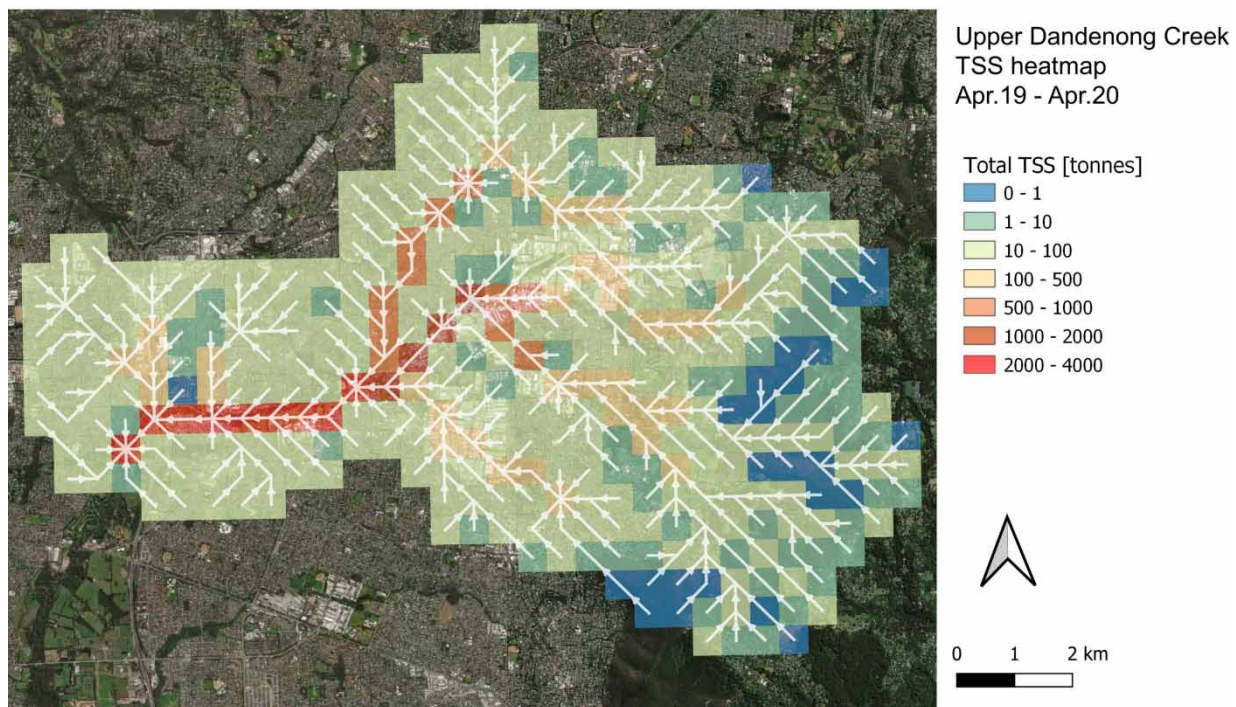 Upper Dandenong Creek
TSS heatmap
Apr.19 - Apr.20
Total TSS [tonnes]
0 - 1
1 - 10
10 - 100
100 - 500
500 - 1000
1000 - 2000
2000 - 4000
0 1 2 km